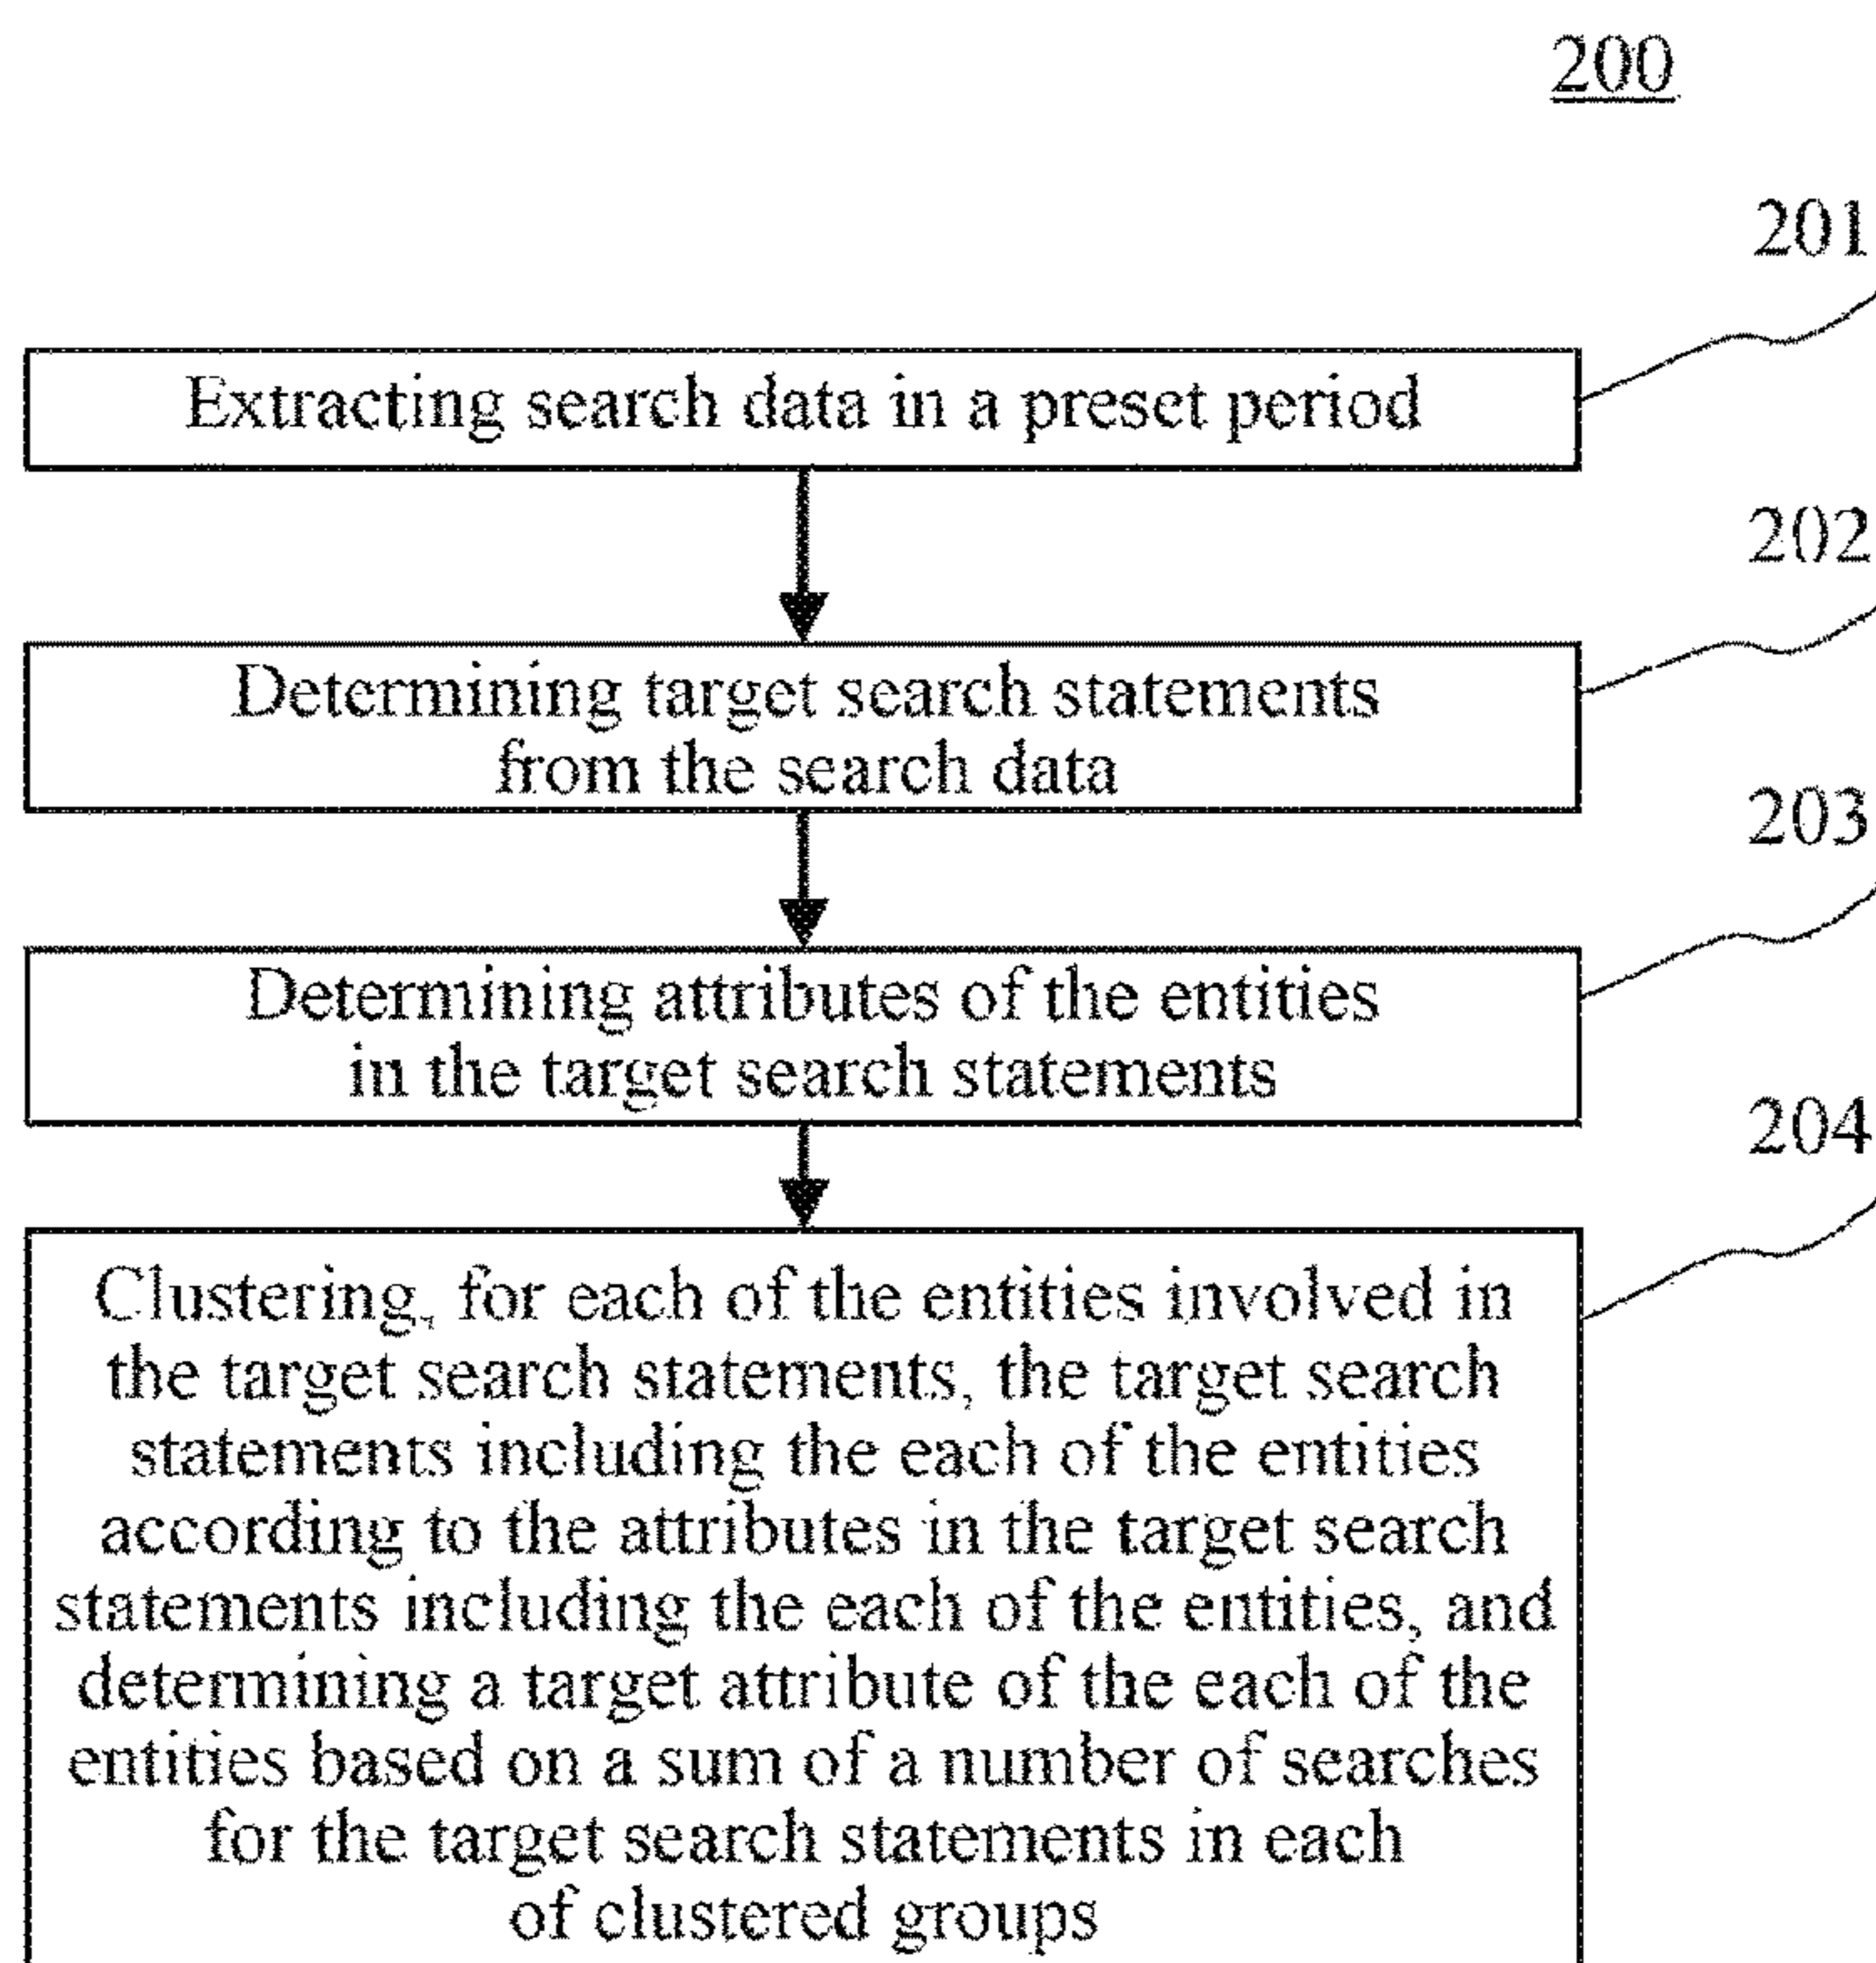 200
201
Extracting search data in a preset period
202
Determining target search statements
from the search data
203
Determining attributes of the entities
in the target search statements
204
Clustering, for each of the entities involved in
the target search statements, the target search
statements including the each of the entities
according to the attributes in the target search
statements including the each of the entities, and
determining a target attribute of the each of the
entities based on a sum of a number of searches
for the target search statements in each
of clustered groups